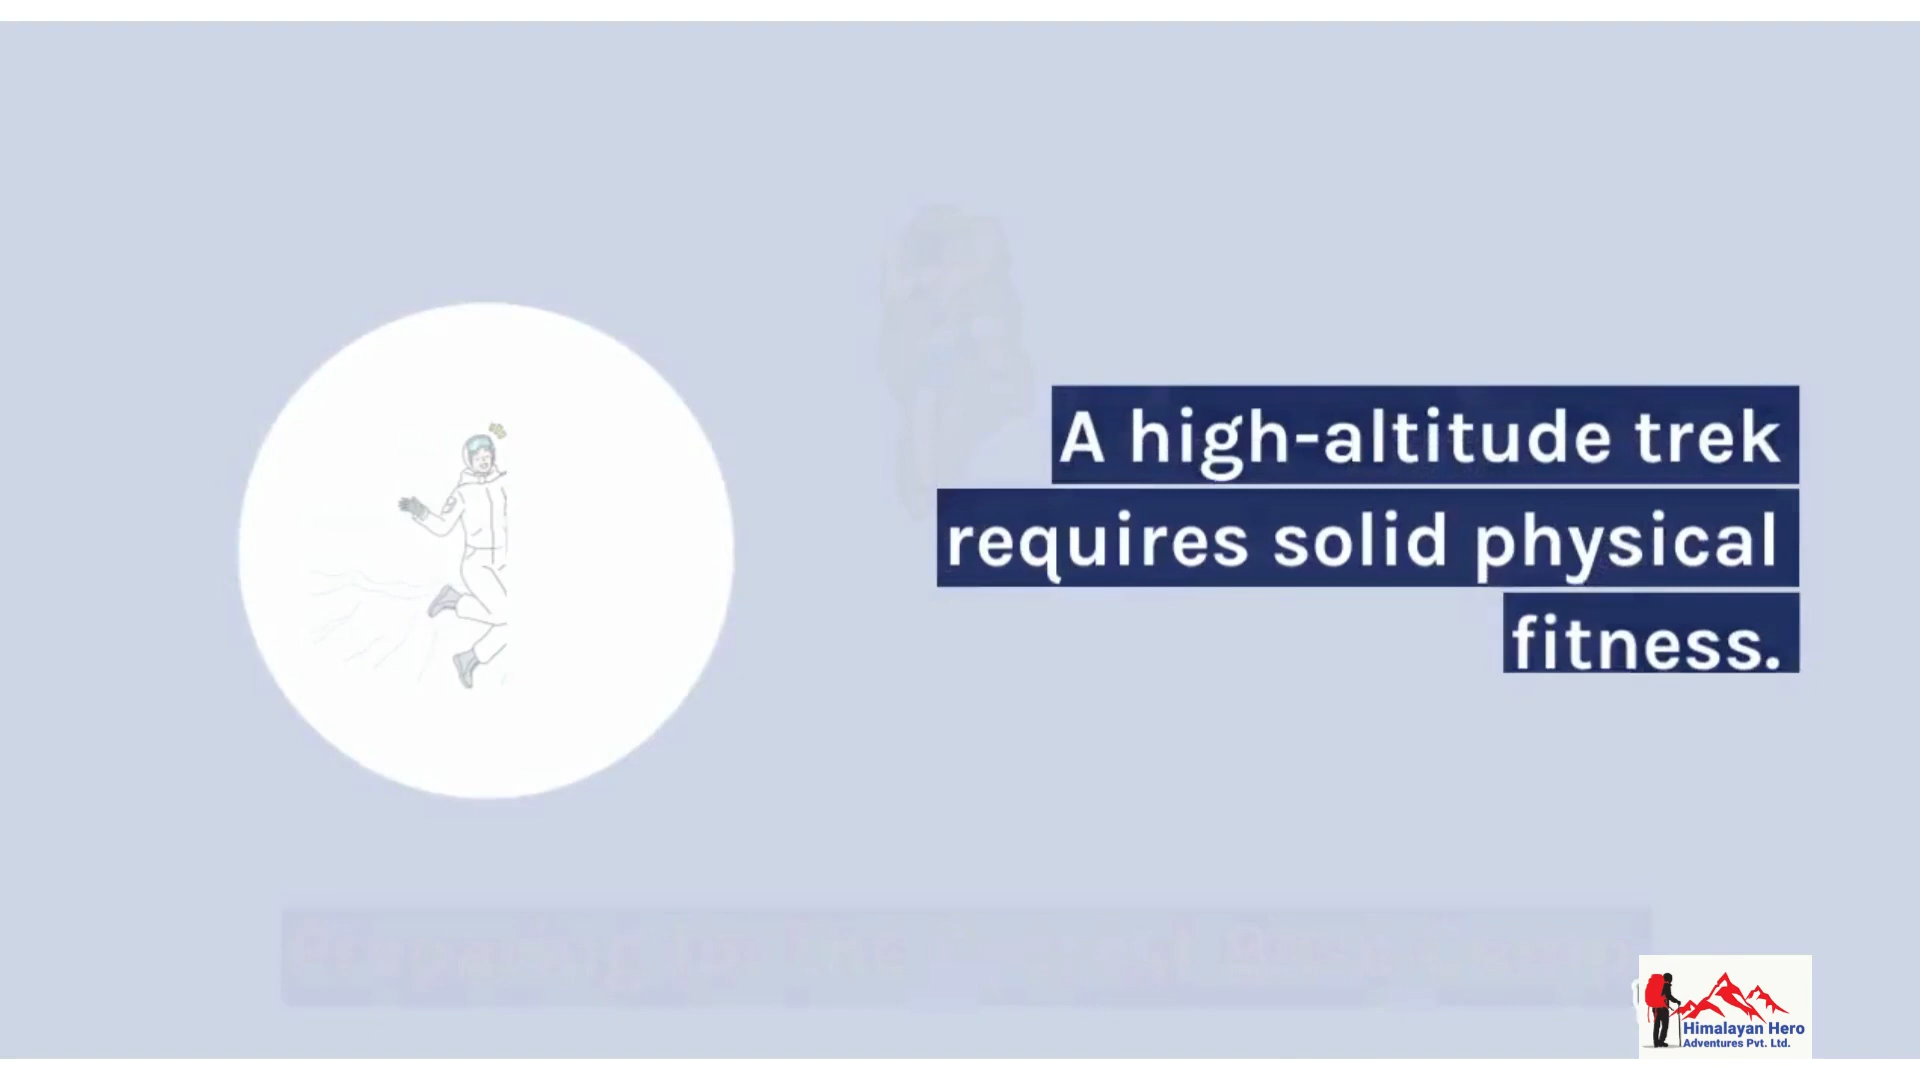 A high-altitude trek
requires solid physical
fitness.
Himalayan Hero
Adventures Pvt. Ltd.